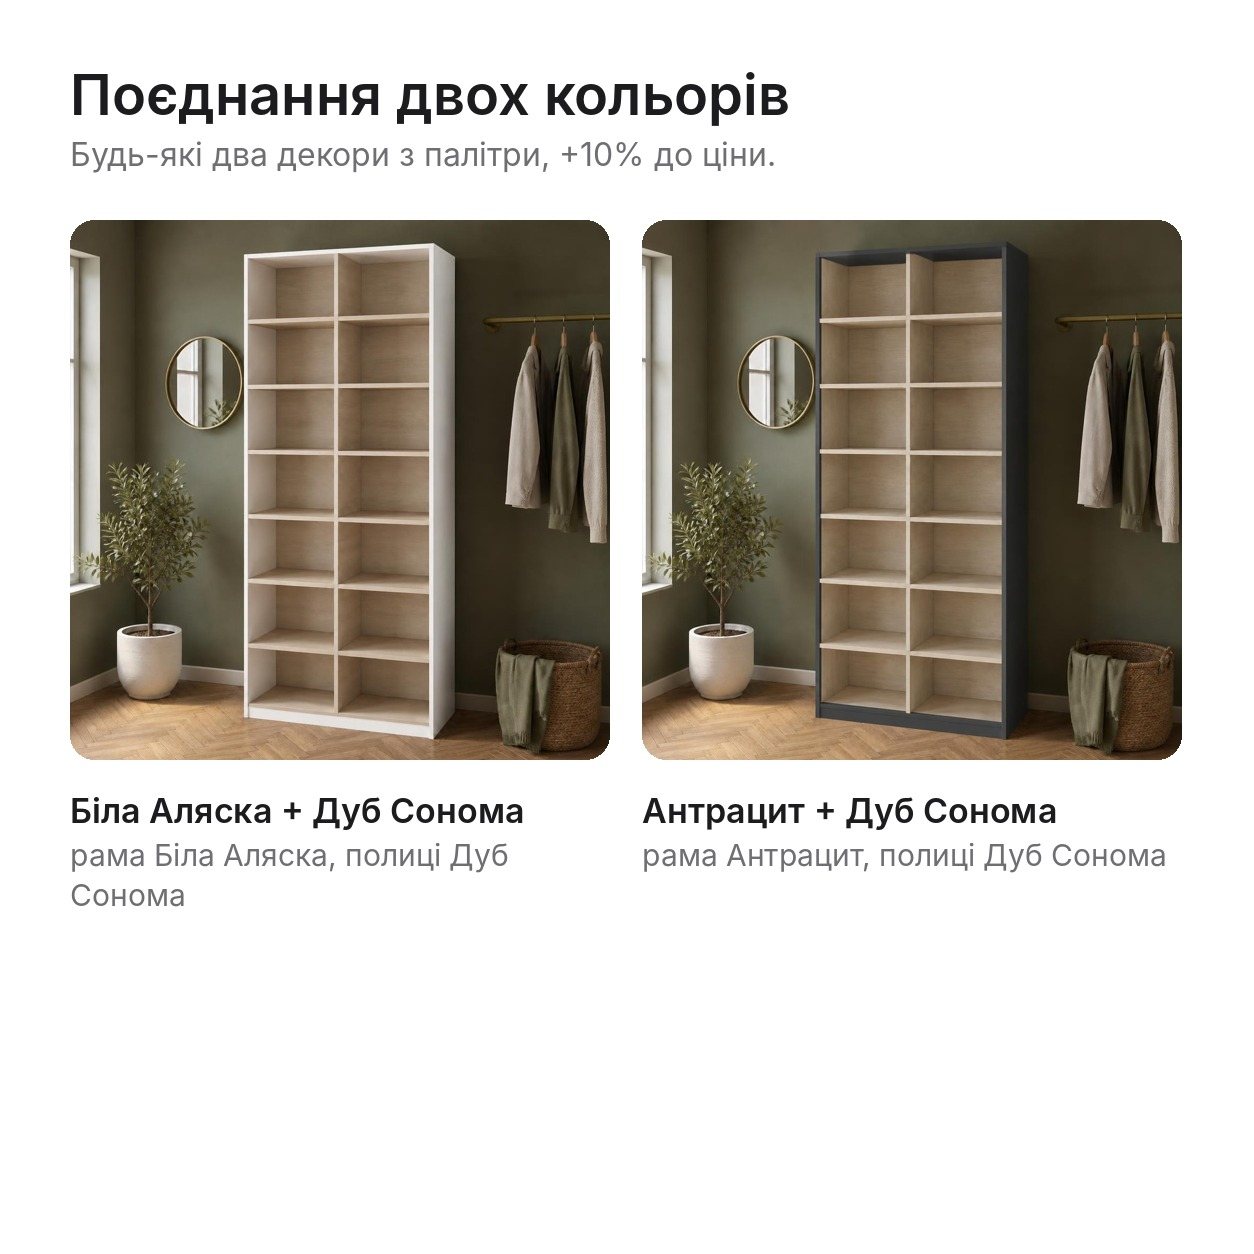 Поєднання двох кольорів
Будь-які два декори з палітри, +10% до ціни.
Біла Аляска + Дуб Сонома
рама Біла Аляска, полиці Дуб
Сонома
Антрацит + Дуб Сонома
рама Антрацит, полиці Дуб Сонома